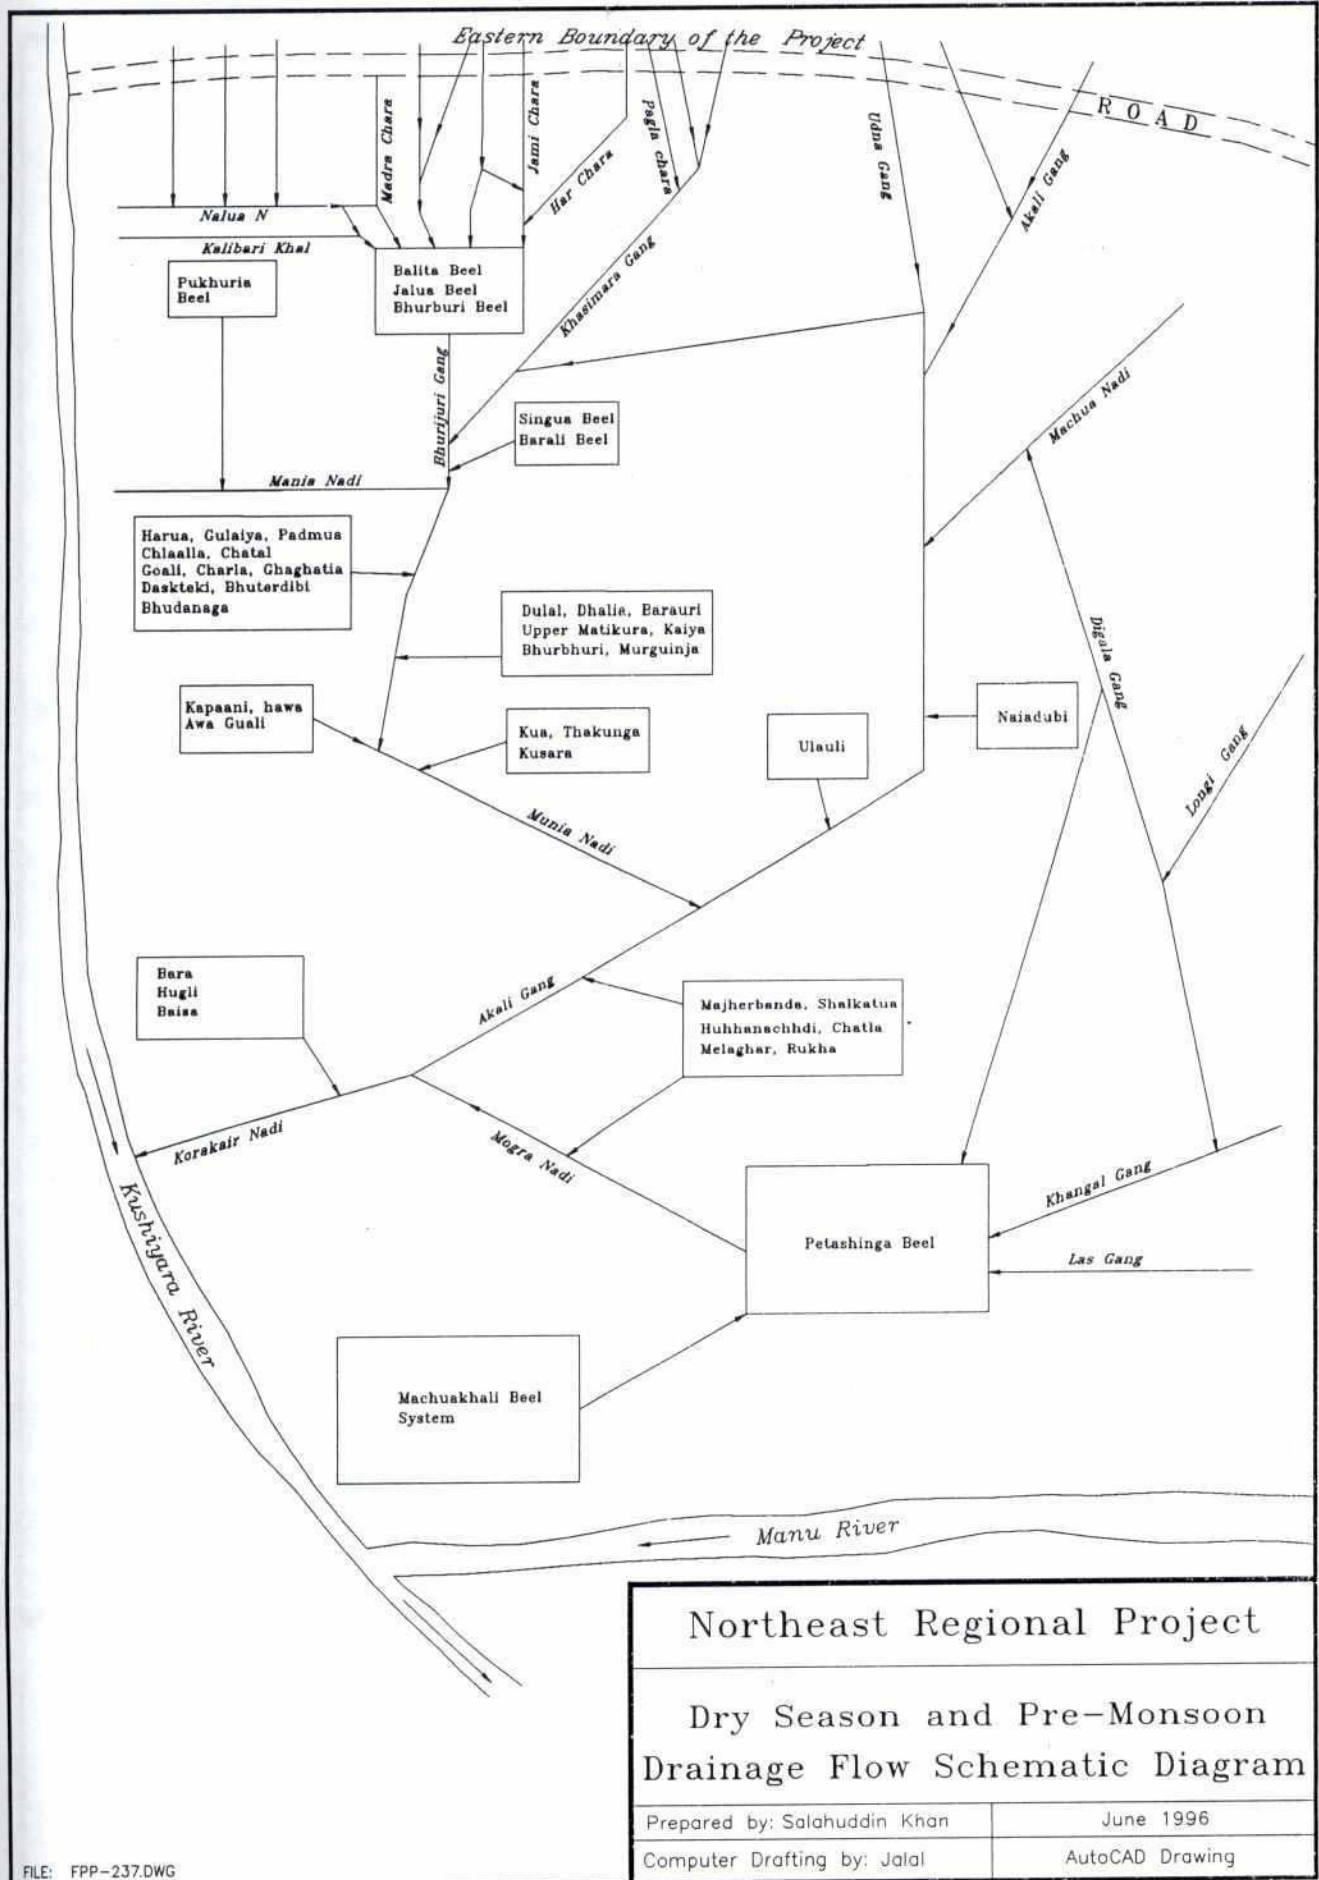 Eastern Boundary of the Project
ROAD
Madra Chara
Jami Chara
Har Chara
Pagla chara
Udna Gang
Akali Gang
Nalua N
Kalibari Khal
Pukhuria
Beel
Balita Beel
Jalua Beel
Bhurburi Beel
Khasimara Gang
Bhurijuri Gang
Machua Nadi
Singua Beel
Barali Beel
Mania Nadi
Harua, Gulaiya, Padmua
Chlaalla, Chatal
Goali, Charla, Ghaghatia
Daskteki, Bhuterdibi
Bhudanaga
Dulal, Dhalia, Barauri
Upper Matikura, Kaiya
Bhurbhuri, Murguinja
Digala Gang
Kapaani, hawa
Awa Guali
Kua, Thakunga
Kusara
Ulauli
Naiadubi
Longi Gang
Munia Nadi
Bara
Hugli
Baisa
Akali Gang
Majherbanda, Shalkatua
Huhhanachhdi, Chatla
Melaghar, Rukha
Korakair Nadi
Mogra Nadi
Khangal Gang
Kushiyara River
Petashinga Beel
Las Gang
Machuakhali Beel
System
Manu River
Northeast Regional Project
Dry Season and Pre-Monsoon
Drainage Flow Schematic Diagram
Prepared by: Salahuddin Khan
June 1996
Computer Drafting by: Jalal
AutoCAD Drawing
FILE: FPP-237.DWG